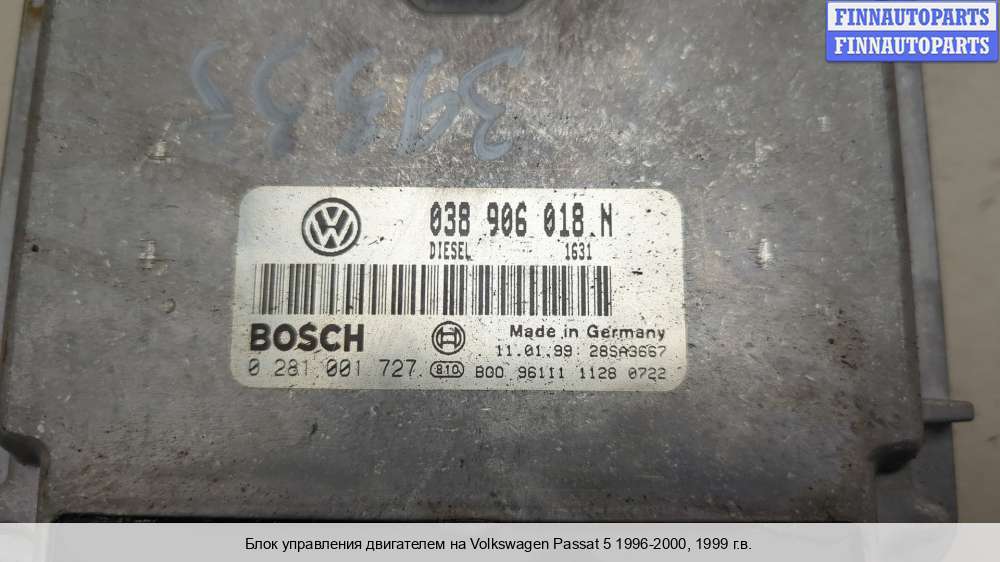 FINNAUTOPARTS
FINNAUTOPARTS
038 906 018 N
DIESEL 1631
BOSCH
Made in Germany
11.01.99 28SA3667
0 281 001 727 810 BGO 96111 1128 0722
Блок управления двигателем на Volkswagen Passat 5 1996-2000, 1999 г.в.